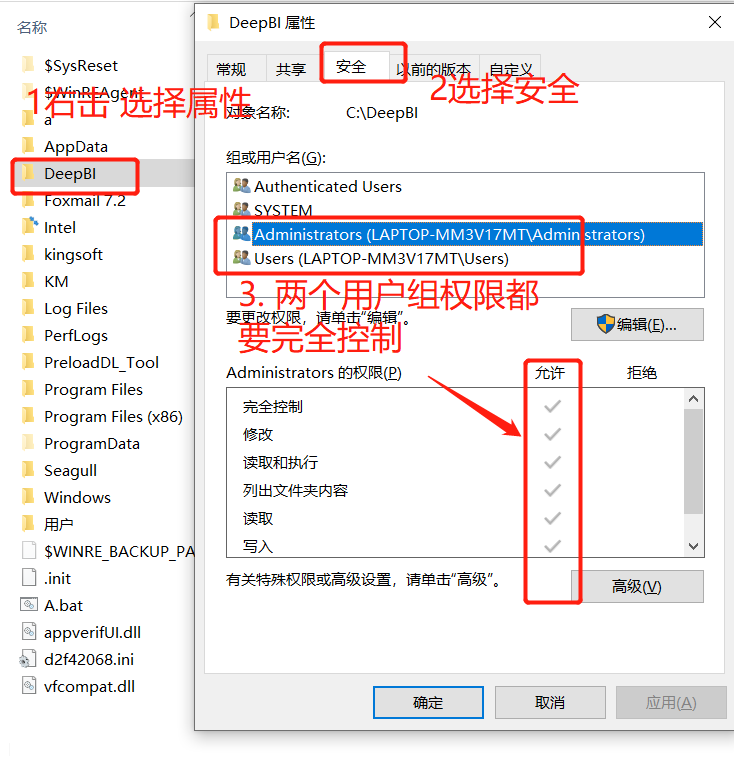 名称
$SysReset
$WinREAgent
a
AppData
DeepBI
Foxmail 7.2
Intel
kingsoft
KM
Log Files
PerfLogs
PreloadDL_Tool
Program Files
Program Files (x86)
ProgramData
Seagull
Windows
用户
$WINRE_BACKUP_PA
.init
A.bat
appverifUI.dll
d2f42068.ini
vfcompat.dll
1右击 选择属性
DeepBI 属性
常规 共享 安全 以前的版本 自定义
2选择安全
对象名称: C:\DeepBI
组或用户名(G):
Authenticated Users
SYSTEM
Administrators (LAPTOP-MM3V17MT\Administrators)
Users (LAPTOP-MM3V17MT\Users)
3. 两个用户组权限都
要完全控制
要更改权限，请单击"编辑"。
编辑(E)...
Administrators 的权限(P) 允许 拒绝
完全控制
修改
读取和执行
列出文件夹内容
读取
写入
有关特殊权限或高级设置，请单击"高级"。
高级(V)
确定 取消 应用(A)